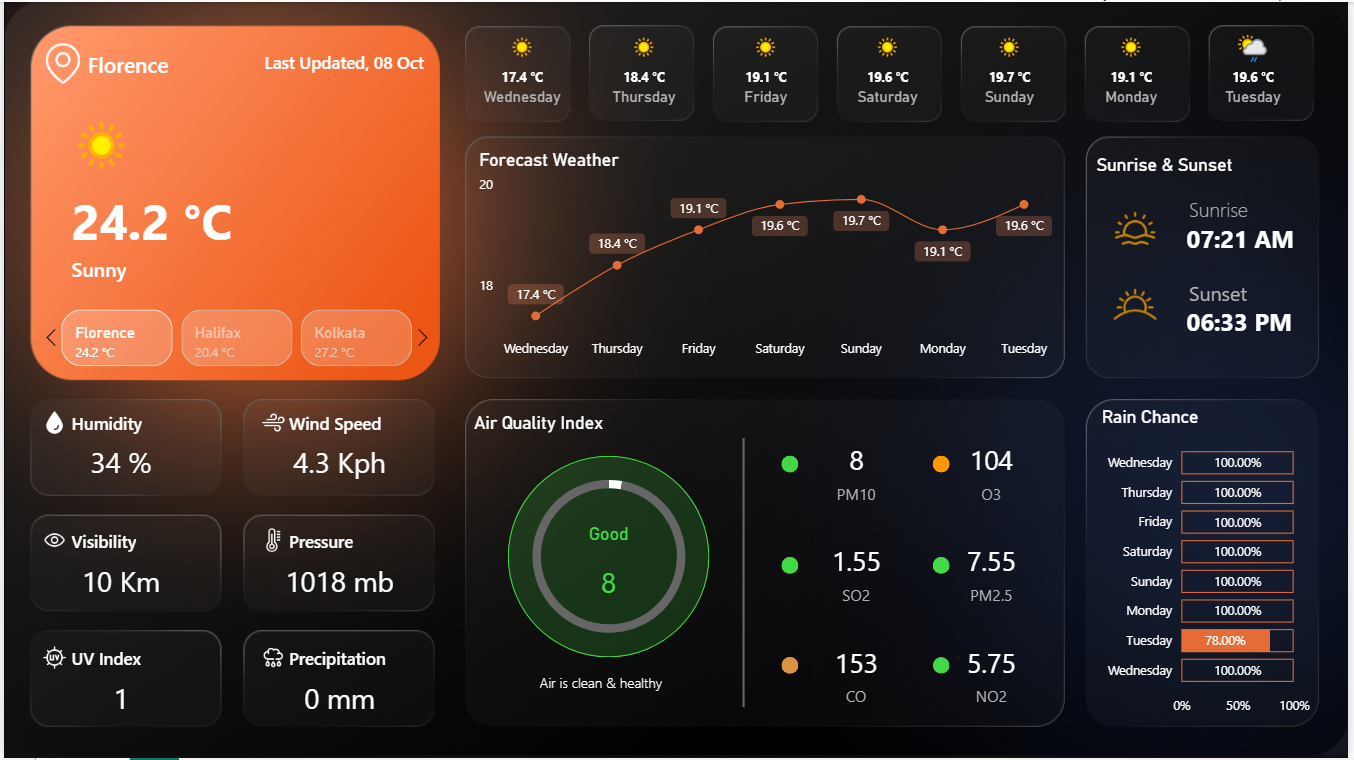 Florence
Last Updated, 08 Oct
24.2 °C
Sunny
Florence
24.2 °C
Halifax
20.4 °C
Kolkata
27.2 °C
17.4 °C
Wednesday
18.4 °C
Thursday
19.1 °C
Friday
19.6 °C
Saturday
19.7 °C
Sunday
19.1 °C
Monday
19.6 °C
Tuesday
Forecast Weather
20
18
17.4 °C
18.4 °C
19.1 °C
19.6 °C
19.7 °C
19.1 °C
19.6 °C
Wednesday Thursday Friday Saturday Sunday Monday Tuesday
Sunrise & Sunset
Sunrise
07:21 AM
Sunset
06:33 PM
Humidity
34 %
Wind Speed
4.3 Kph
Visibility
10 Km
Pressure
1018 mb
UV
UV Index
1
Precipitation
0 mm
Air Quality Index
Good
8
Air is clean & healthy
8
PM10
104
O3
1.55
SO2
7.55
PM2.5
153
CO
5.75
NO2
Rain Chance
Wednesday 100.00%
Thursday 100.00%
Friday 100.00%
Saturday 100.00%
Sunday 100.00%
Monday 100.00%
Tuesday 78.00%
Wednesday 100.00%
0% 50% 100%